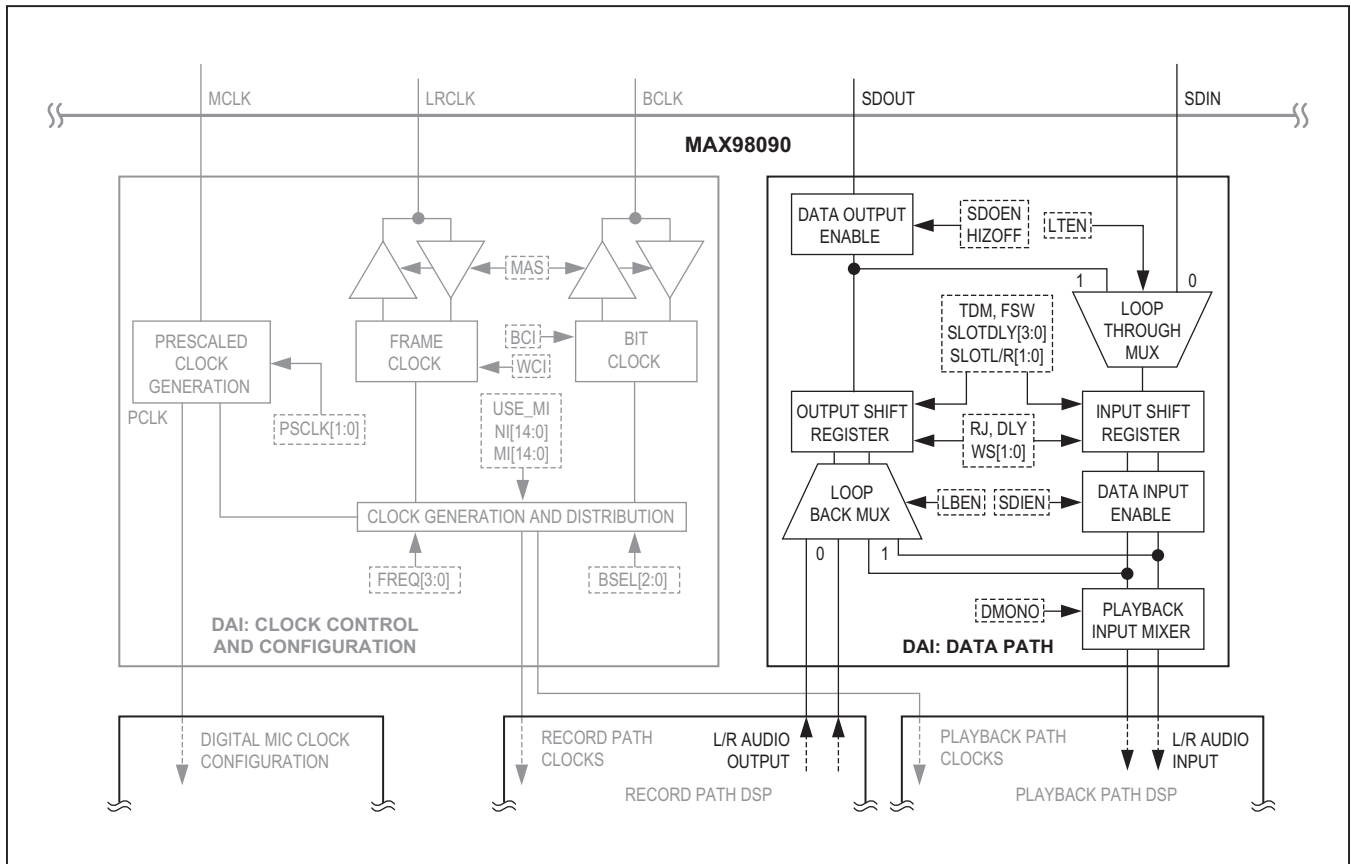 MCLK
LRCLK
BCLK
SDOUT
SDIN
MAX98090
DATA OUTPUT
ENABLE
SDOEN
HIZOFF
LTEN
MAS
1
0
LOOP
THROUGH
MUX
PRESCALED
CLOCK
GENERATION
FRAME
CLOCK
BCI
WCI
BIT
CLOCK
TDM, FSW
SLOTDLY[3:0]
SLOTL/R[1:0]
PCLK
PSCLK[1:0]
USE_MI
NI[14:0]
MI[14:0]
OUTPUT SHIFT
REGISTER
RJ, DLY
WS[1:0]
INPUT SHIFT
REGISTER
LOOP
BACK MUX
LBEN
SDIEN
DATA INPUT
ENABLE
CLOCK GENERATION AND DISTRIBUTION
0
1
FREQ[3:0]
BSEL[2:0]
DMONO
PLAYBACK
INPUT MIXER
DAI: CLOCK CONTROL
AND CONFIGURATION
DAI: DATA PATH
DIGITAL MIC CLOCK
CONFIGURATION
RECORD PATH
CLOCKS
L/R AUDIO
OUTPUT
RECORD PATH DSP
PLAYBACK PATH
CLOCKS
L/R AUDIO
INPUT
PLAYBACK PATH DSP